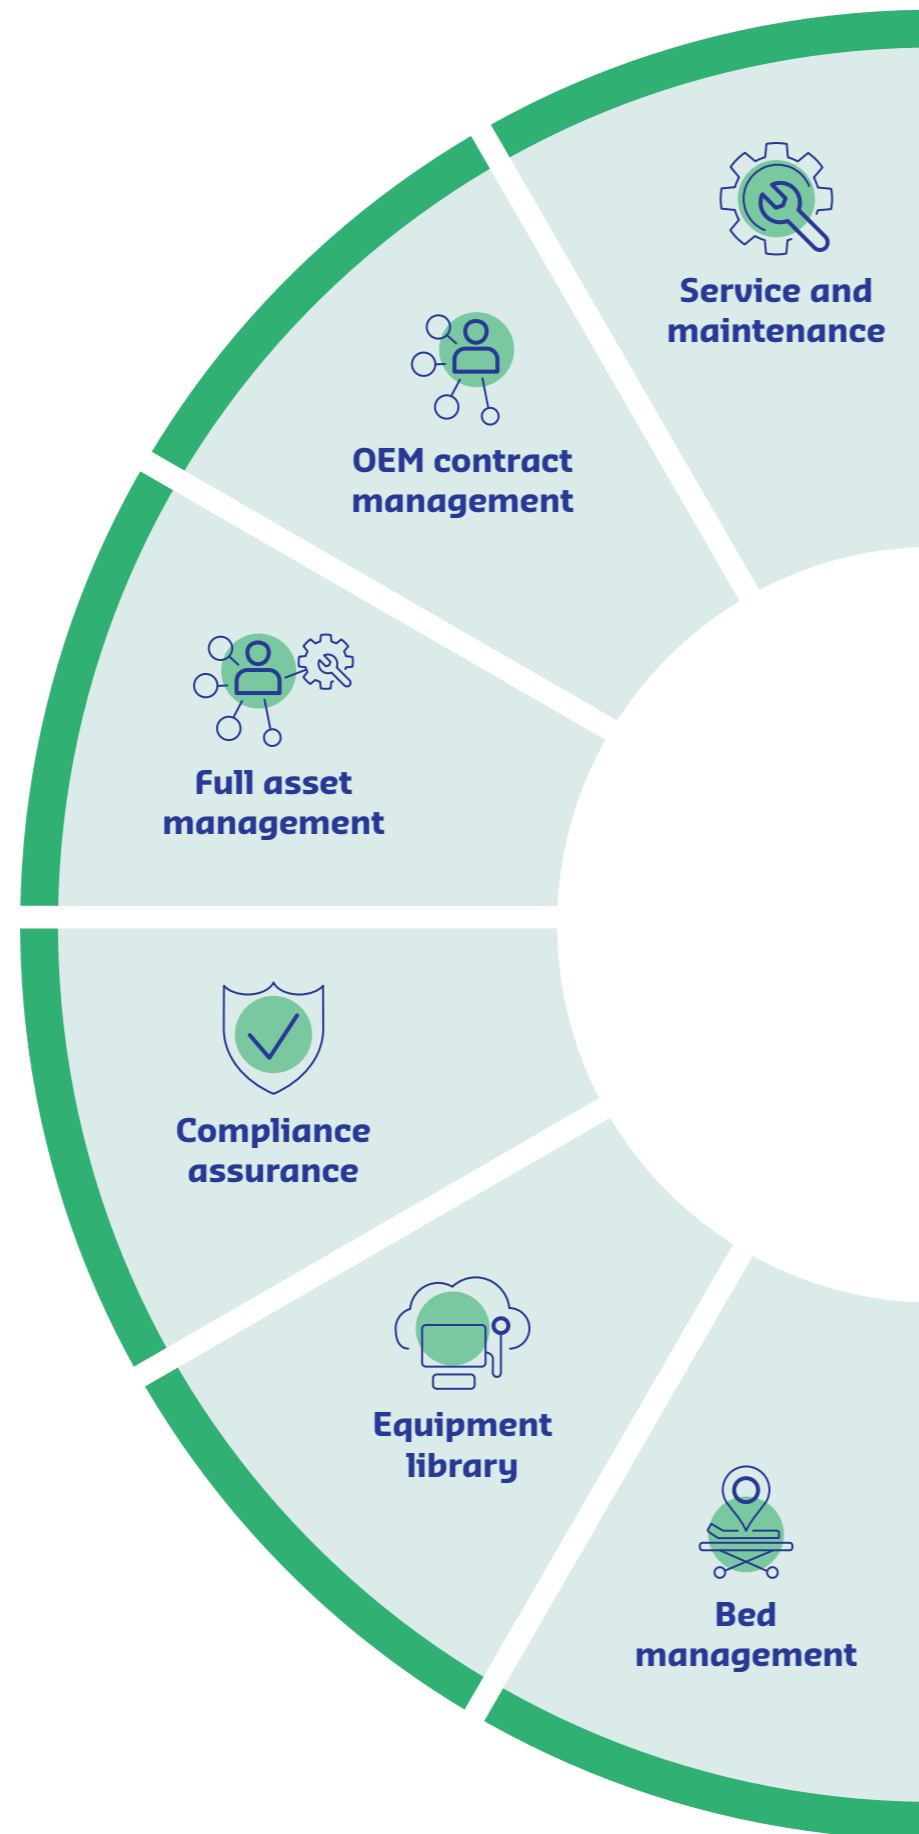 Service and
maintenance
OEM contract
management
Full asset
management
Compliance
assurance
Equipment
library
Bed
management